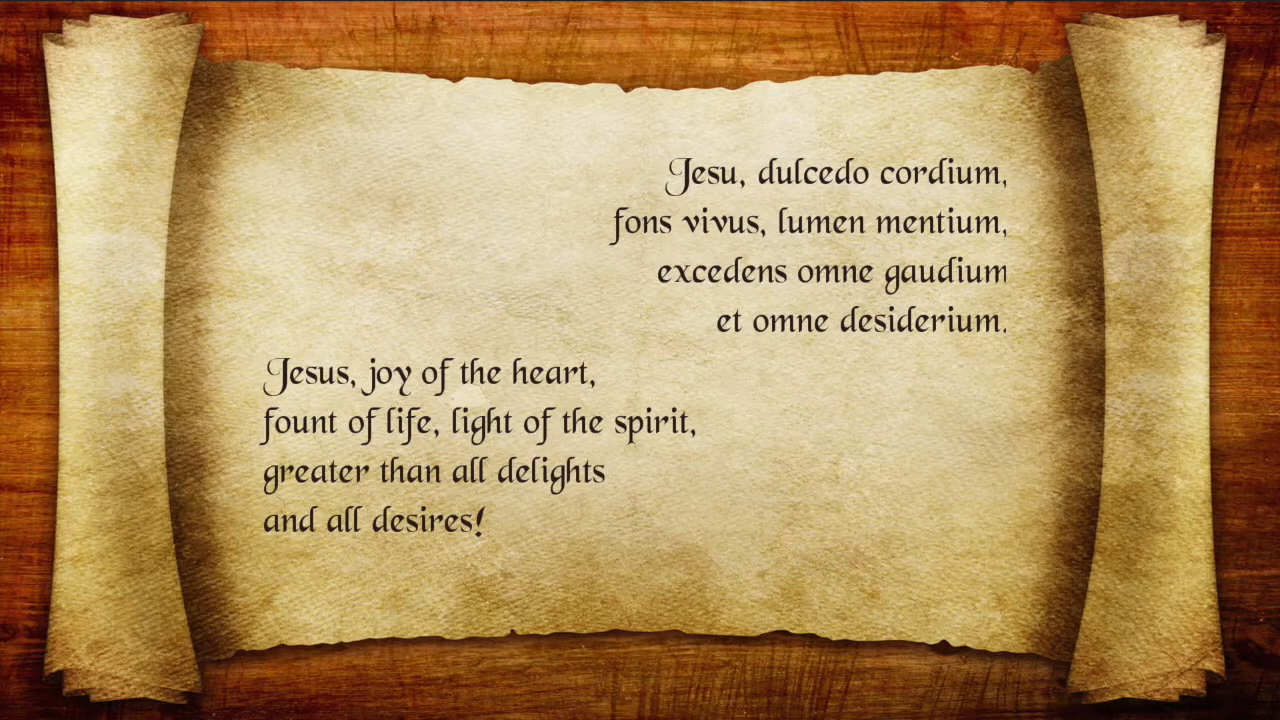 Jesu, dulcedo cordium,
fons vivus, lumen mentium,
excedens omne gaudium
et omne desiderium.
Jesus, joy of the heart,
fount of life, light of the spirit,
greater than all delights
and all desires!